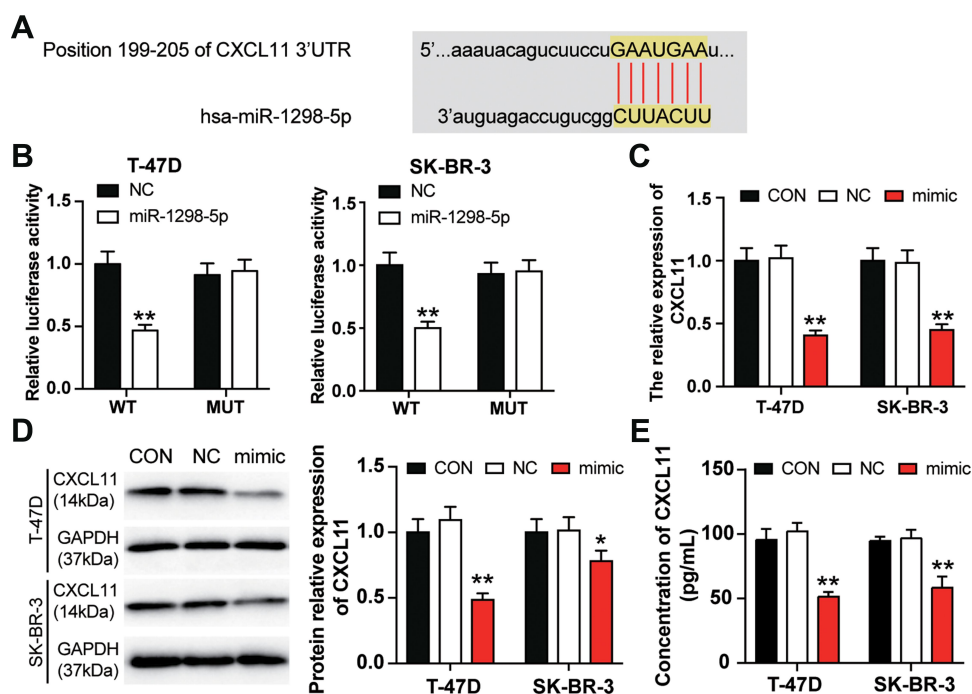 A
Position 199-205 of CXCL11 3'UTR
5'...aaauacagucuuccuGAAUGAAu...
hsa-miR-1298-5p
3'auguagaccugucggCUUACUU
B
T-47D
NC
miR-1298-5p
Relative luciferase acitivity
1.5
1.0
0.5
0.0
**
WT
MUT
SK-BR-3
NC
miR-1298-5p
Relative luciferase acitivity
1.5
1.0
0.5
0.0
**
WT
MUT
C
CON
NC
mimic
The relative expression of
CXCL11
1.5
1.0
0.5
0.0
**
**
T-47D
SK-BR-3
D
CON
NC
mimic
T-47D
CXCL11
(14kDa)
GAPDH
(37kDa)
SK-BR-3
CXCL11
(14kDa)
GAPDH
(37kDa)
CON
NC
mimic
Protein relative expression
of CXCL11
1.5
1.0
0.5
0.0
**
*
T-47D
SK-BR-3
E
CON
NC
mimic
Concentration of CXCL11
(pg/mL)
150
100
50
0
**
**
T-47D
SK-BR-3